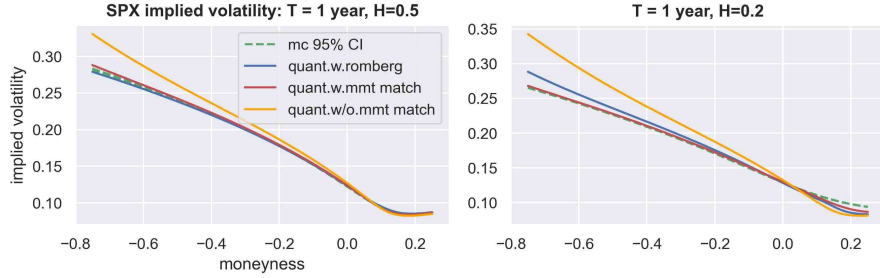 SPX implied volatility: T = 1 year, H=0.5
implied volatility
0.30
0.25
0.20
0.15
0.10
mc 95% CI
quant.w.romberg
quant.w.mmt match
quant.w/o.mmt match
−0.8 −0.6 −0.4 −0.2 0.0 0.2
moneyness
T = 1 year, H=0.2
0.35
0.30
0.25
0.20
0.15
0.10
−0.8 −0.6 −0.4 −0.2 0.0 0.2